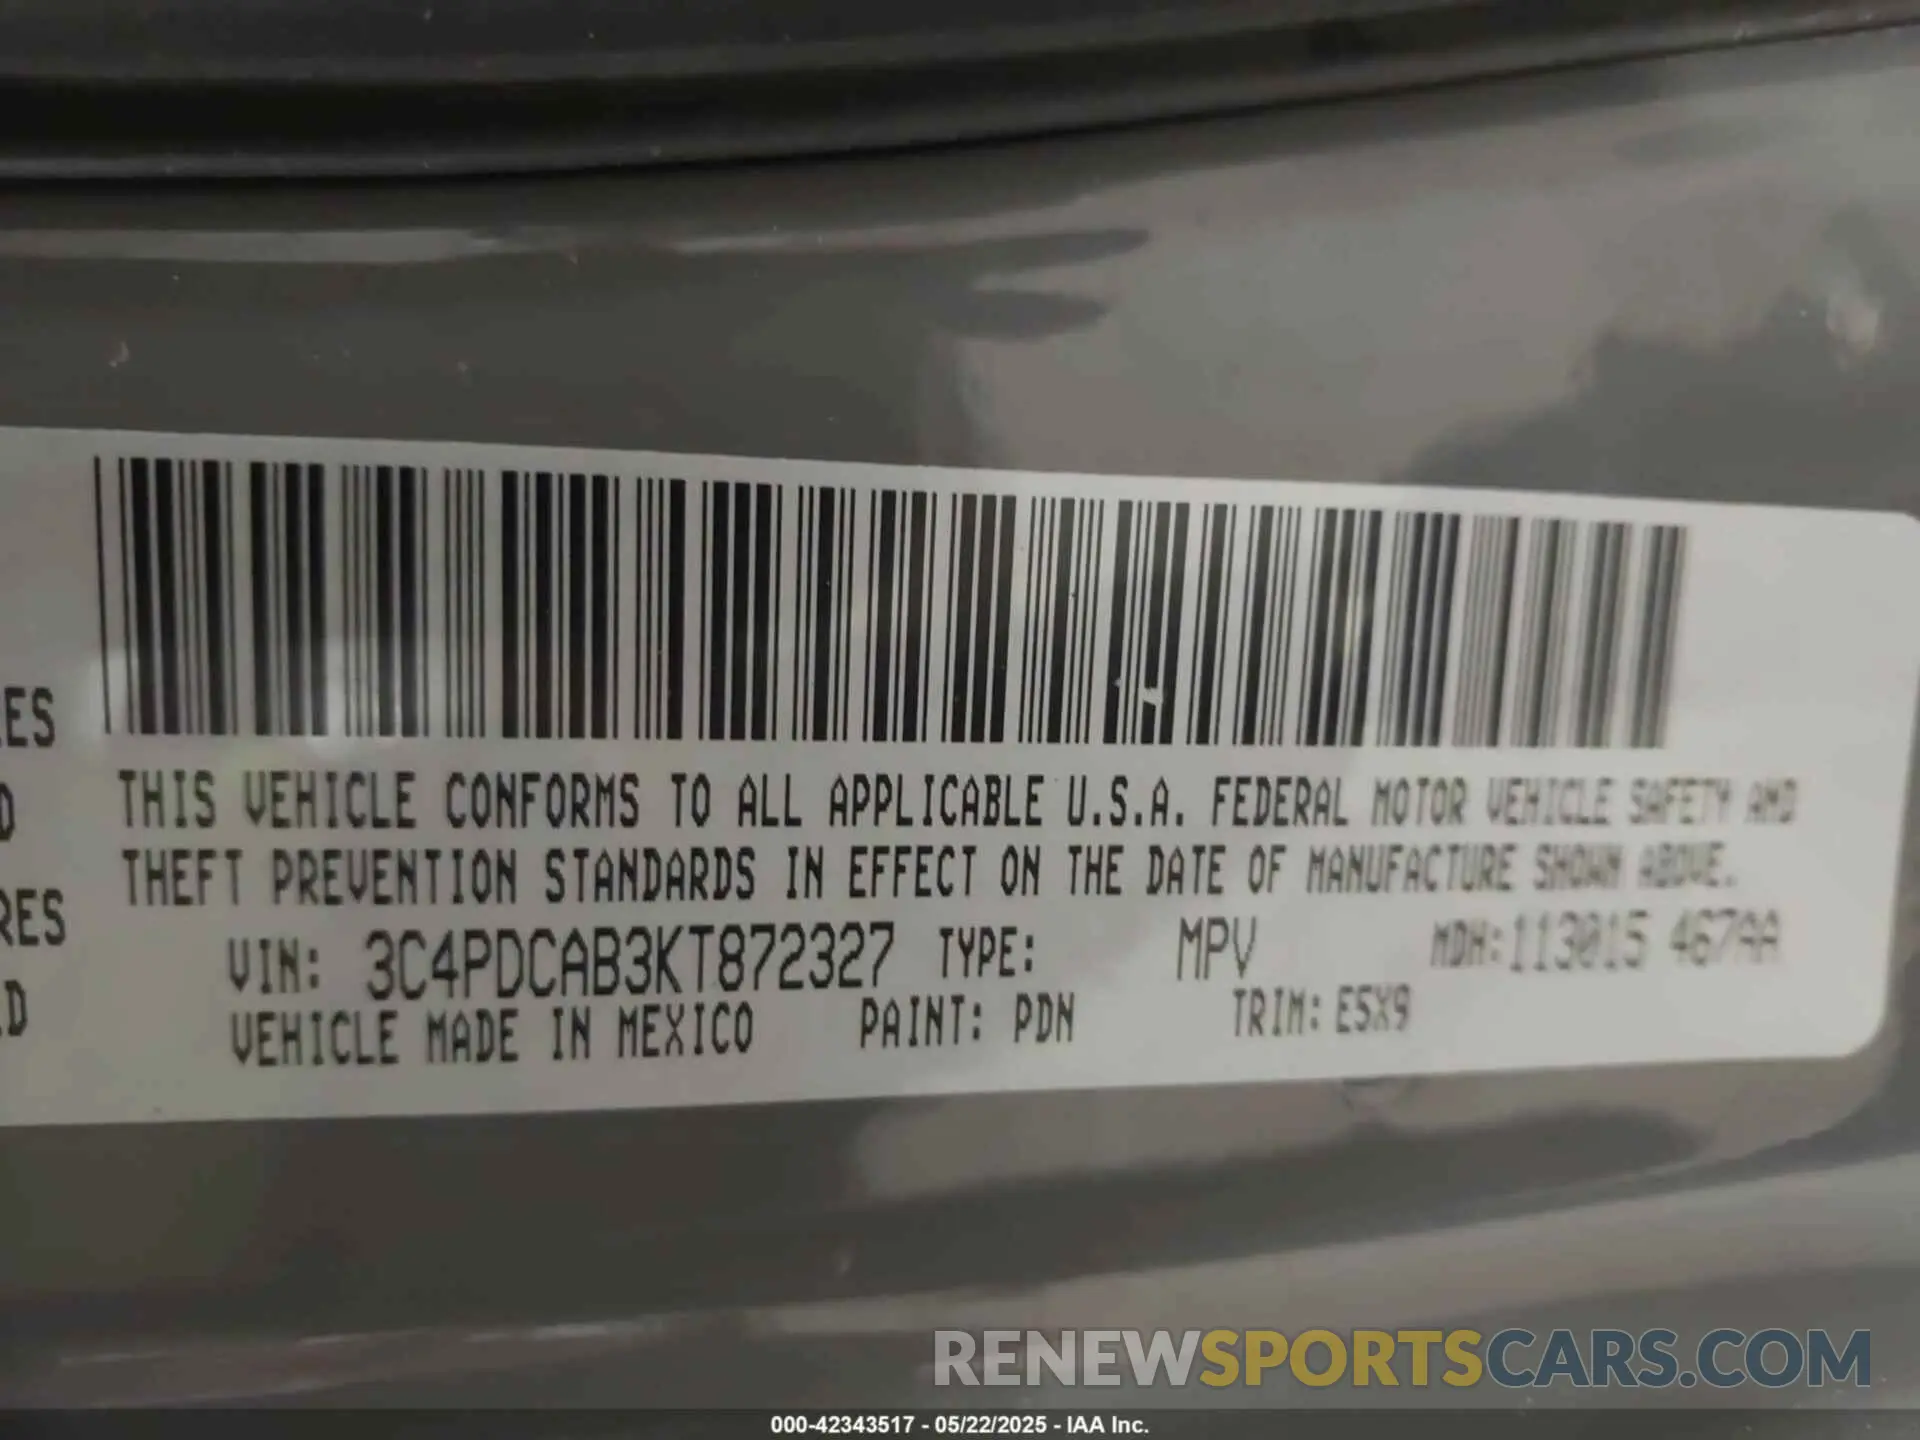 ES
D
RES
D
THIS VEHICLE CONFORMS TO ALL APPLICABLE U.S.A. FEDERAL MOTOR VEHICLE SAFETY AND
THEFT PREVENTION STANDARDS IN EFFECT ON THE DATE OF MANUFACTURE SHOWN ABOVE.
VIN: 3C4PDCAB3KT872327 TYPE: MPV MDH:113015 467AA
VEHICLE MADE IN MEXICO PAINT: PDN TRIM: E5X9
RENEWSPORTSCARS.COM
000-42343517 - 05/22/2025 - IAA Inc.